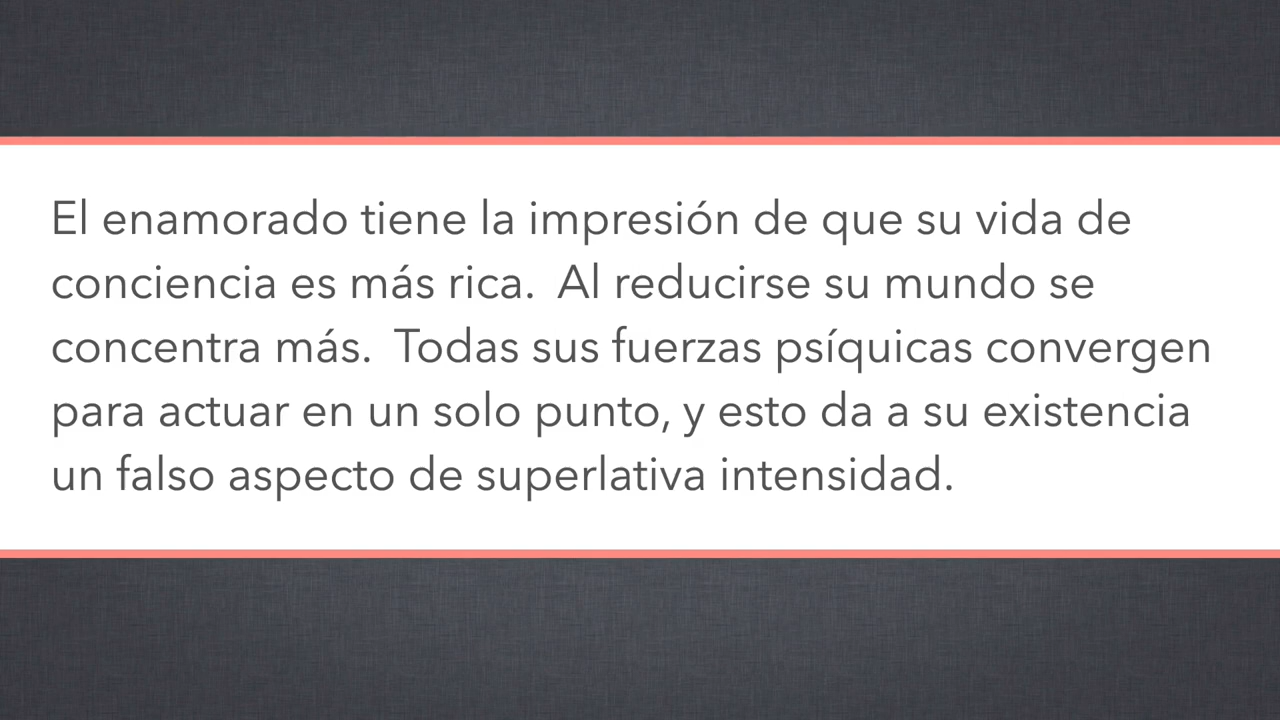 El enamorado tiene la impresión de que su vida de
conciencia es más rica.  Al reducirse su mundo se
concentra más.  Todas sus fuerzas psíquicas convergen
para actuar en un solo punto, y esto da a su existencia
un falso aspecto de superlativa intensidad.